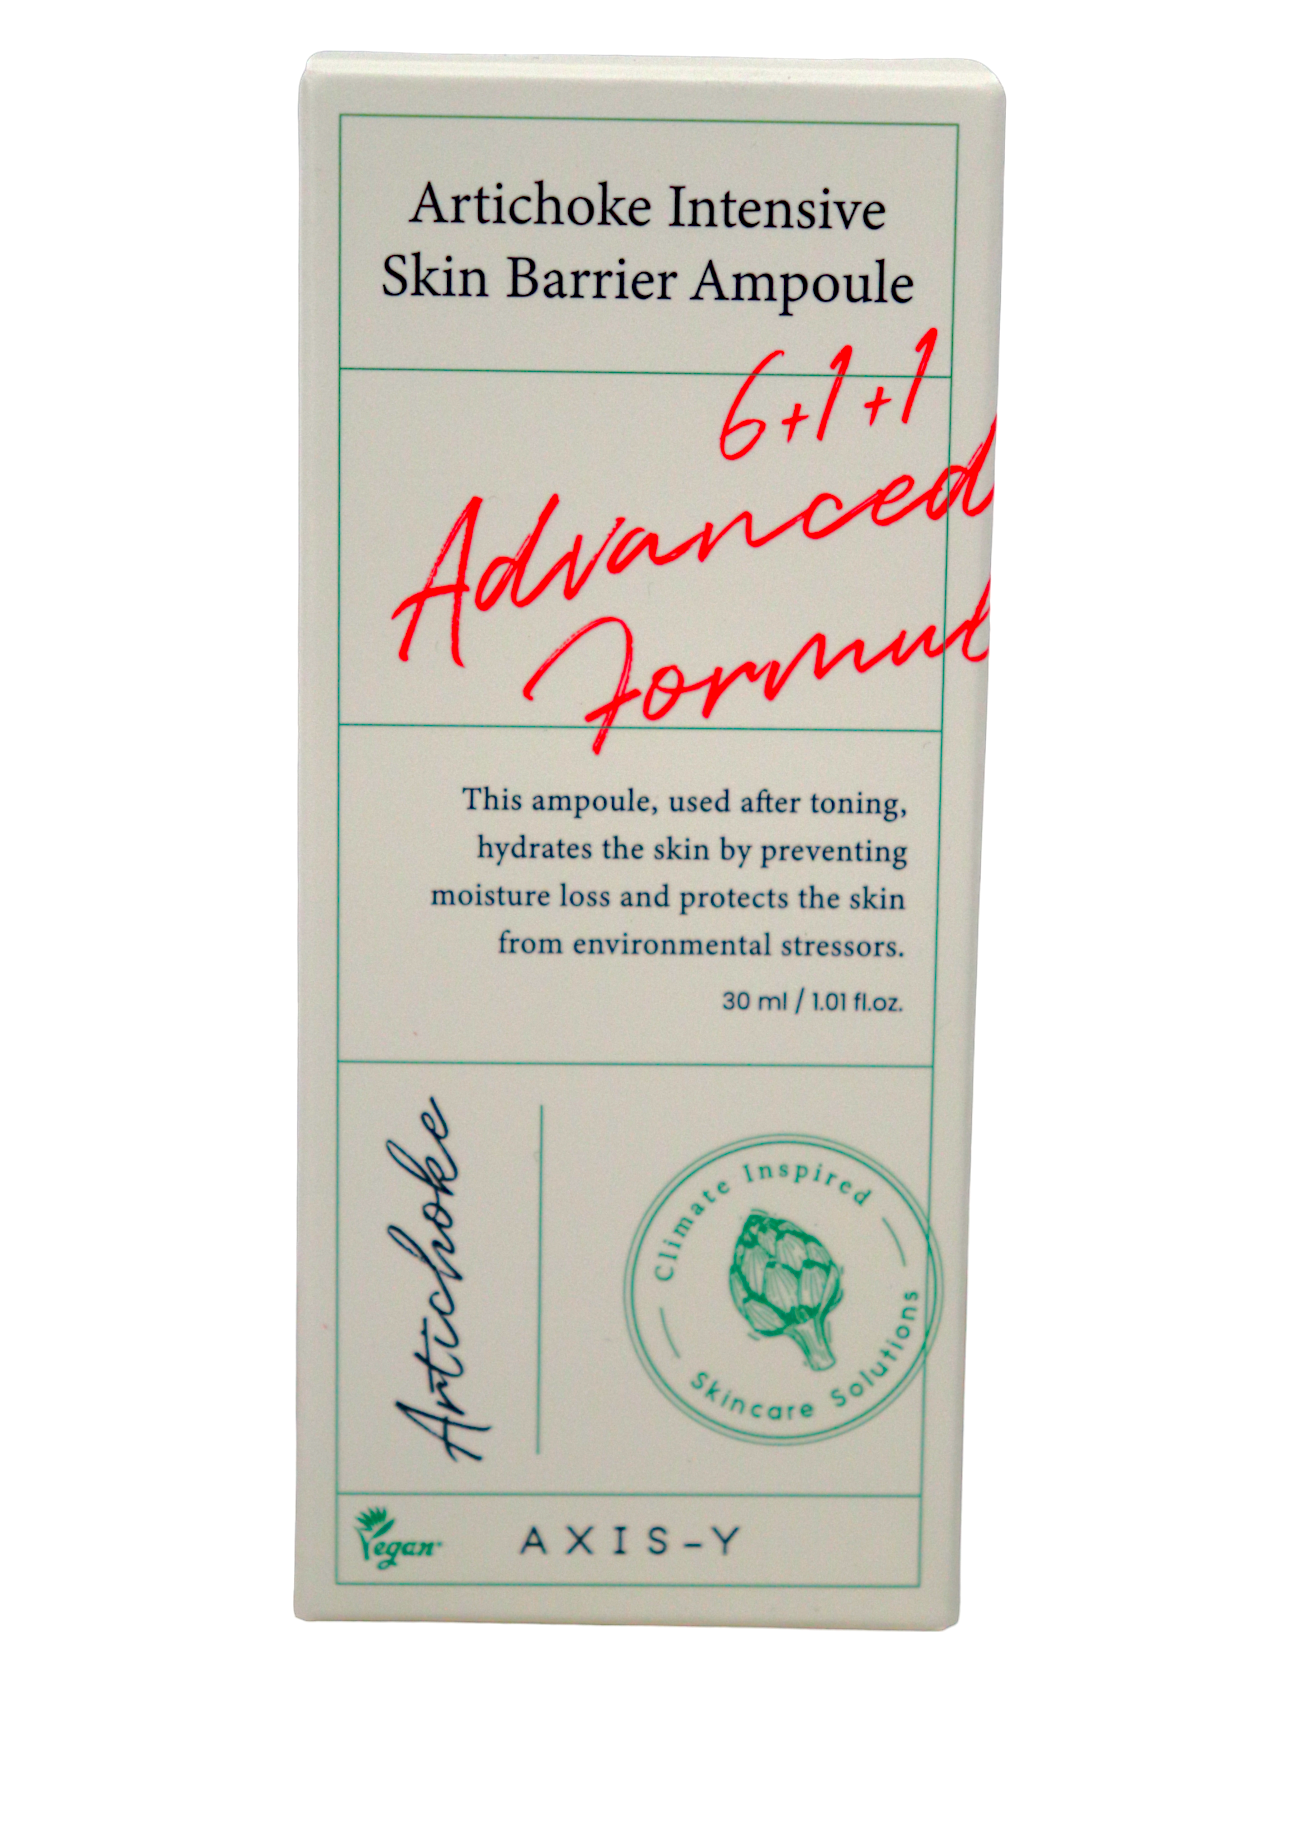 Artichoke Intensive
Skin Barrier Ampoule
6+1+1
Advanced
Formul
This ampoule, used after toning,
hydrates the skin by preventing
moisture loss and protects the skin
from environmental stressors.
30 ml / 1.01 fl.oz.
Artichoke
Climate Inspired
Skincare Solutions
Vegan
AXIS-Y